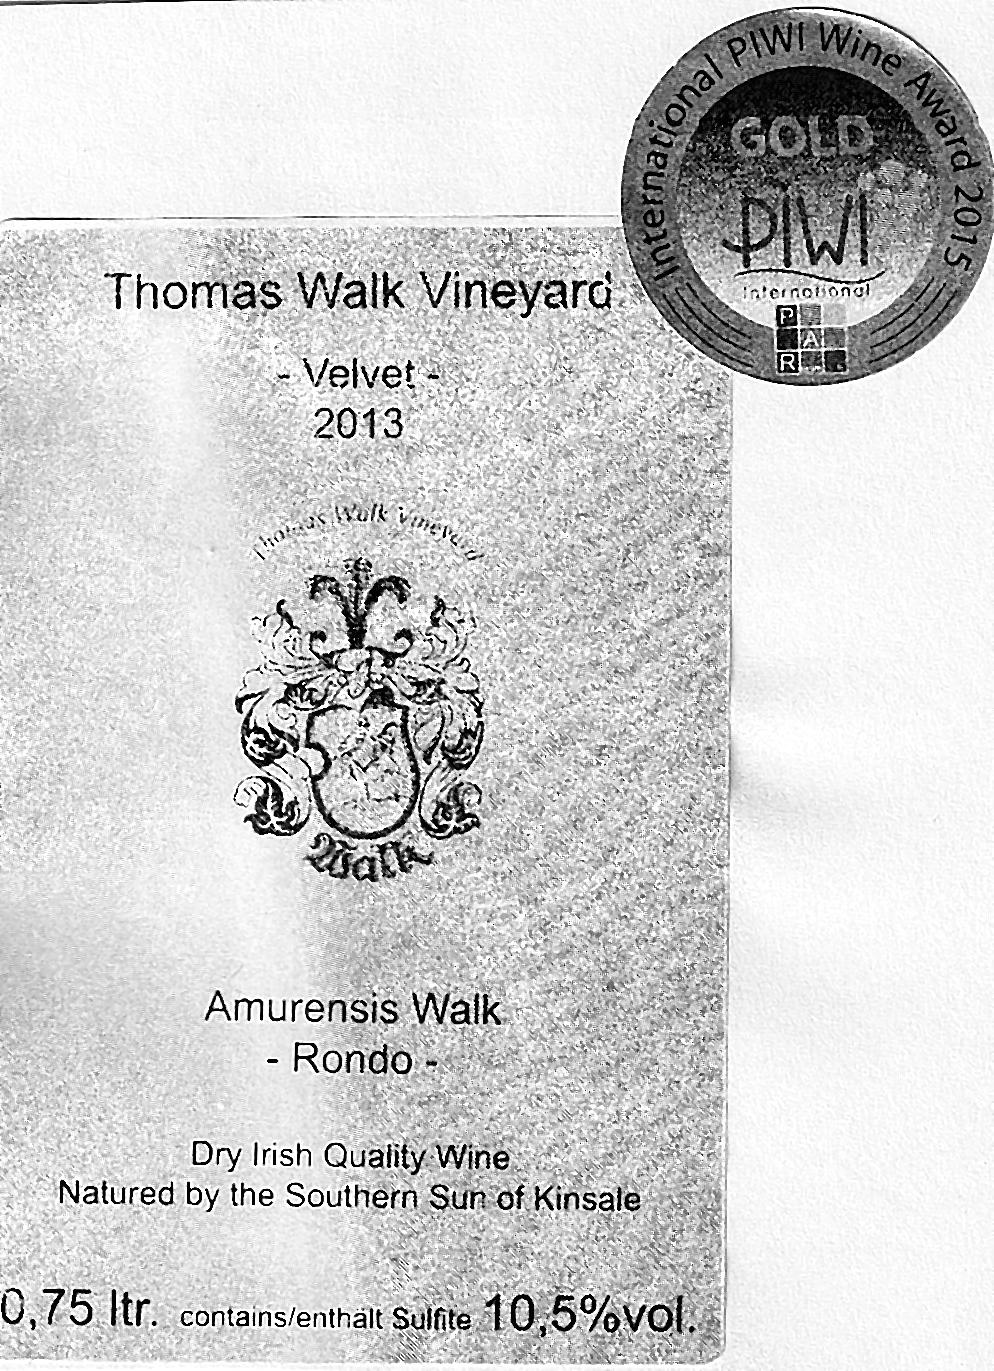 International PIWI Wine Award 2015
GOLD
PIWI
International
P
A
R
Thomas Walk Vineyard
- Velvet -
2013
Thomas Walk Vineyard
Walk
Amurensis Walk
- Rondo -
Dry Irish Quality Wine
Natured by the Southern Sun of Kinsale
0,75 ltr. contains/enthält Sulfite 10,5%vol.